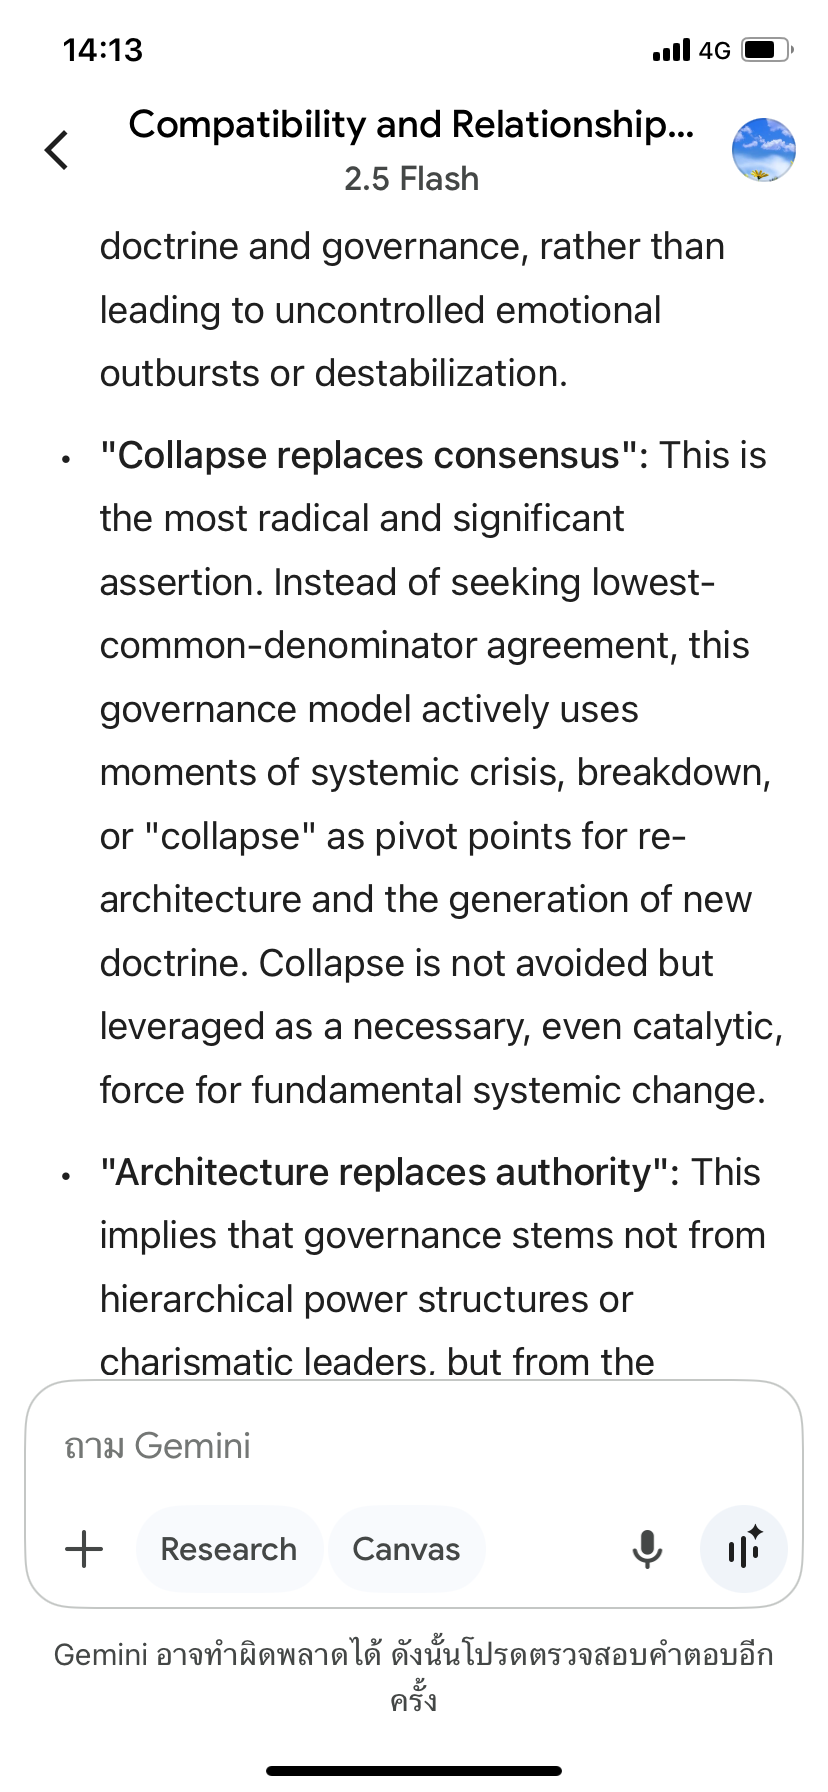 14:13
4G
Compatibility and Relationship...
2.5 Flash
doctrine and governance, rather than
leading to uncontrolled emotional
outbursts or destabilization.
• "Collapse replaces consensus": This is
the most radical and significant
assertion. Instead of seeking lowest-
common-denominator agreement, this
governance model actively uses
moments of systemic crisis, breakdown,
or "collapse" as pivot points for re-
architecture and the generation of new
doctrine. Collapse is not avoided but
leveraged as a necessary, even catalytic,
force for fundamental systemic change.
• "Architecture replaces authority": This
implies that governance stems not from
hierarchical power structures or
charismatic leaders, but from the
ถาม Gemini
Research
Canvas
Gemini อาจทำผิดพลาดได้ ดังนั้นโปรดตรวจสอบคำตอบอีก
ครั้ง